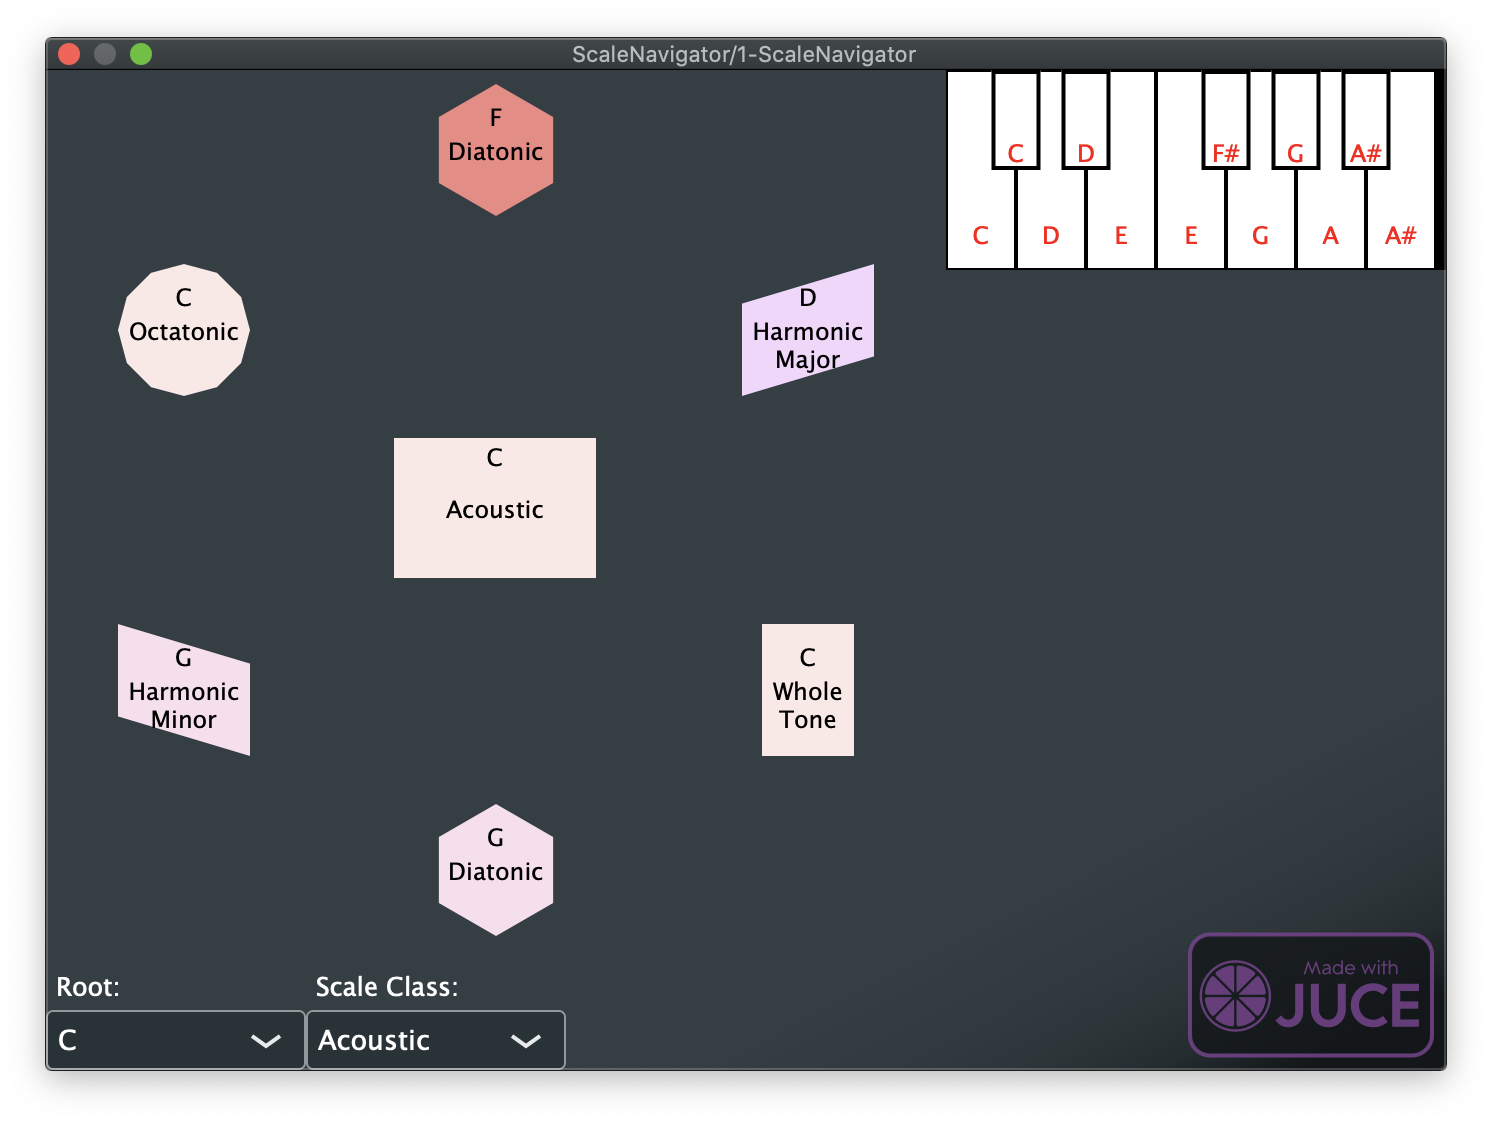 ScaleNavigator/1-ScaleNavigator
F
Diatonic
C D F# G A#
C D E E G A A#
C
Octatonic
D
Harmonic
Major
C
Acoustic
G
Harmonic
Minor
C
Whole
Tone
G
Diatonic
Root:
C
Scale Class:
Acoustic
Made with
JUCE